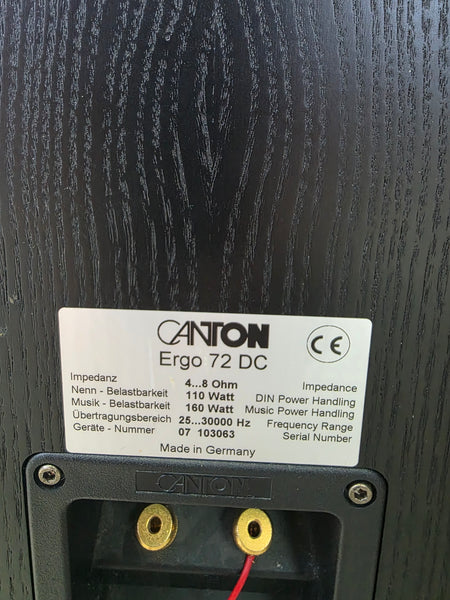 CANTON
CE
Ergo 72 DC
Impedanz 4...8 Ohm Impedance
Nenn - Belastbarkeit 110 Watt DIN Power Handling
Musik - Belastbarkeit 160 Watt Music Power Handling
Übertragungsbereich 25...30000 Hz Frequency Range
Geräte - Nummer 07 103063 Serial Number
Made in Germany
CANTON